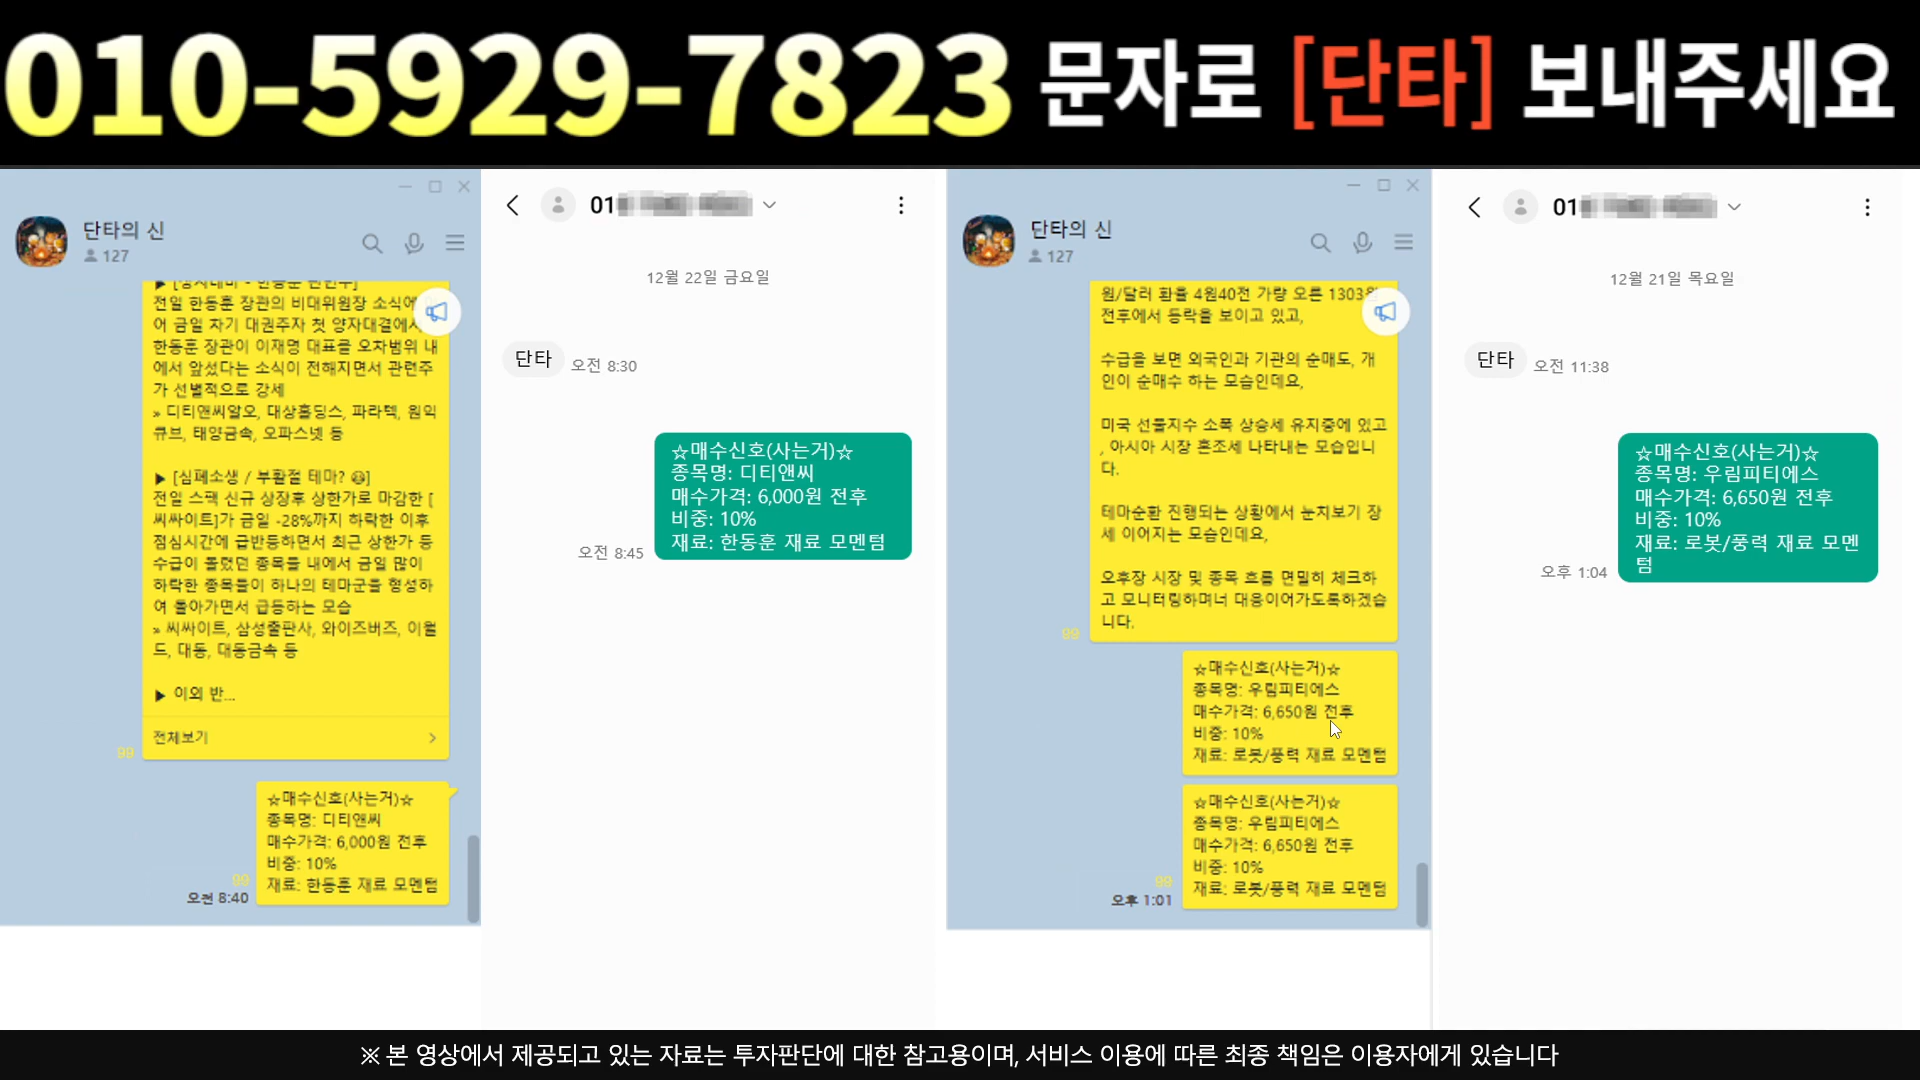 010-5929-7823 문자로 [단타] 보내주세요
단타의 신
127
전일 한동훈 장관의 비대위원장 소식에
어 금일 차기 대권주자 첫 양자대결에서
한동훈 장관이 이재명 대표를 오차범위 내
에서 앞섰다는 소식이 전해지면서 관련주
가 선별적으로 강세
» 디티앤씨알오, 대상홀딩스, 파라텍, 원익
큐브, 태양금속, 오파스넷 등
▶ [심폐소생 / 부활절 테마? 😆]
전일 스팩 신규 상장후 상한가로 마감한 [
씨싸이트]가 금일 -28%까지 하락한 이후
점심시간에 급반등하면서 최근 상한가 등
수급이 몰렸던 종목들 내에서 금일 많이
하락한 종목들이 하나의 테마군을 형성하
여 돌아가면서 급등하는 모습
» 씨싸이트, 삼성출판사, 와이즈버즈, 이월
드, 대동, 대동금속 등
▶ 이외 반...
전체보기
99
☆매수신호(사는거)☆
종목명: 디티앤씨
매수가격: 6,000원 전후
비중: 10%
재료: 한동훈 재료 모멘텀
99
오전 8:40
01
12월 22일 금요일
단타
오전 8:30
☆매수신호(사는거)☆
종목명: 디티앤씨
매수가격: 6,000원 전후
비중: 10%
재료: 한동훈 재료 모멘텀
오전 8:45
단타의 신
127
원/달러 환율 4원40전 가량 오른 1303원
전후에서 등락을 보이고 있고,
수급을 보면 외국인과 기관의 순매도, 개
인이 순매수 하는 모습인데요,
미국 선물지수 소폭 상승세 유지중에 있고
, 아시아 시장 혼조세 나타내는 모습입니
다.
테마순환 진행되는 상황에서 눈치보기 장
세 이어지는 모습인데요,
오후장 시장 및 종목 흐름 면밀히 체크하
고 모니터링하며너 대응이어가도록하겠습
니다.
99
☆매수신호(사는거)☆
종목명: 우림피티에스
매수가격: 6,650원 전후
비중: 10%
재료: 로봇/풍력 재료 모멘텀
☆매수신호(사는거)☆
종목명: 우림피티에스
매수가격: 6,650원 전후
비중: 10%
재료: 로봇/풍력 재료 모멘텀
99
오후 1:01
01
12월 21일 목요일
단타
오전 11:38
☆매수신호(사는거)☆
종목명: 우림피티에스
매수가격: 6,650원 전후
비중: 10%
재료: 로봇/풍력 재료 모멘
텀
오후 1:04
※ 본 영상에서 제공되고 있는 자료는 투자판단에 대한 참고용이며, 서비스 이용에 따른 최종 책임은 이용자에게 있습니다